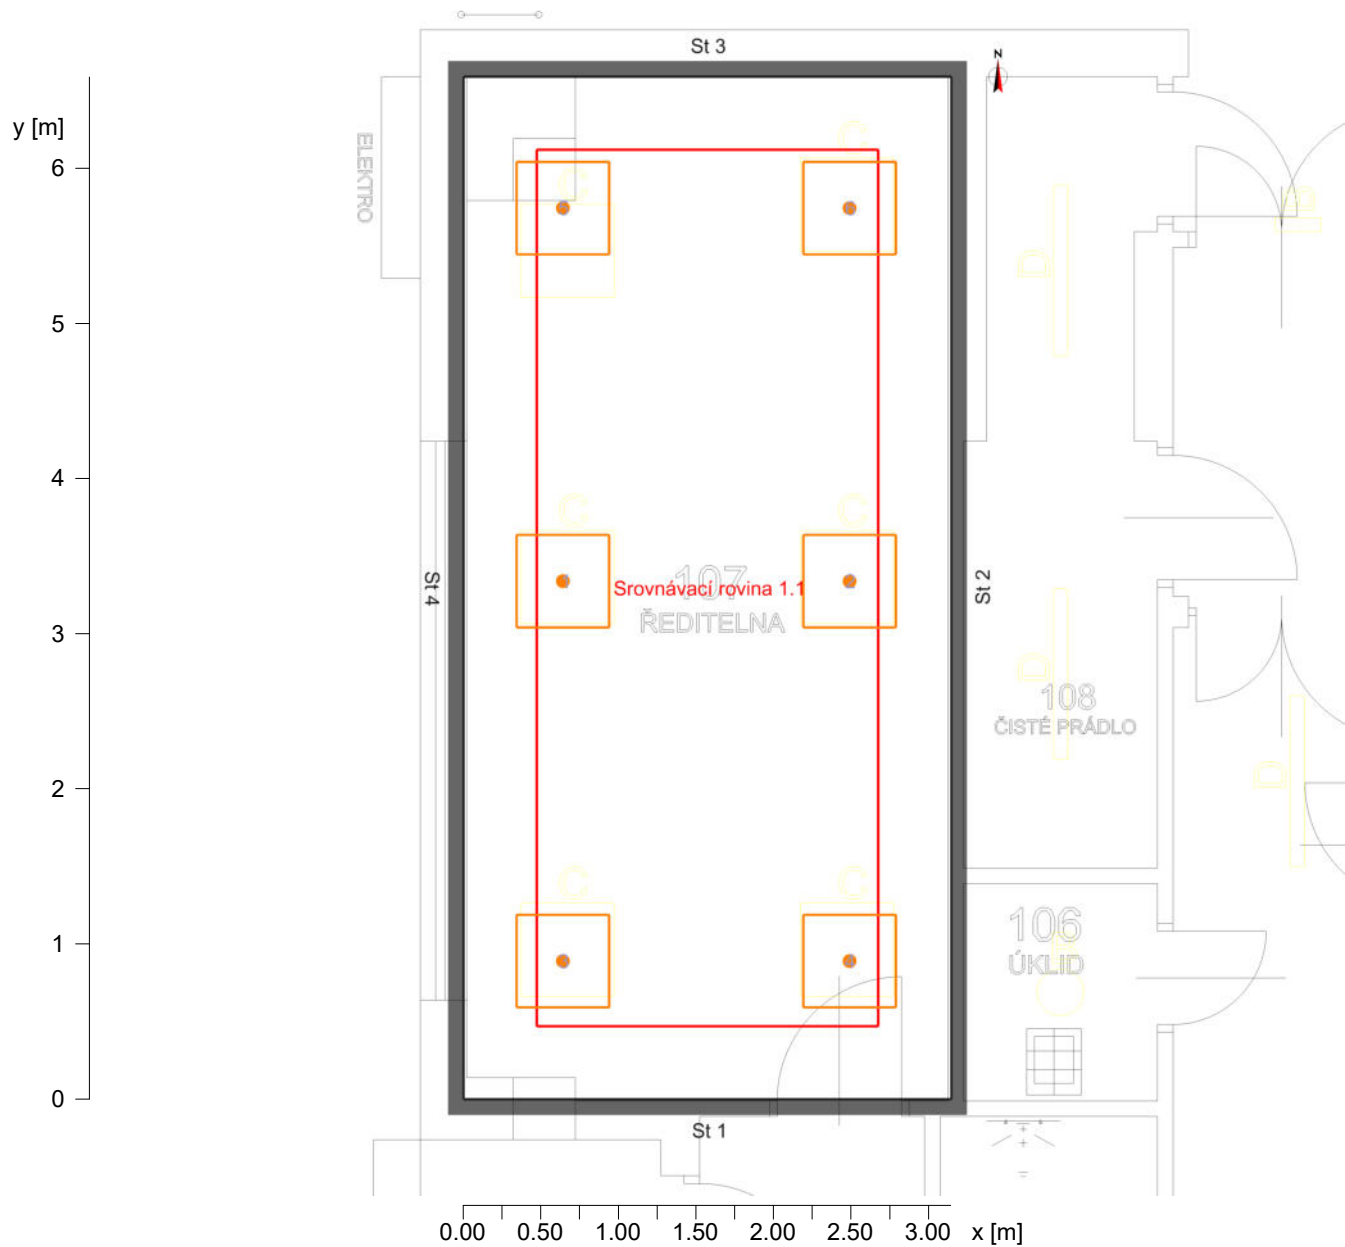 St 3
N
y [m]
6
ELEKTRO
C
C
D
B
5
4
C
C
St 4
107
Srovnávací rovina 1.1
ŘEDITELNA
St 2
3
D
108
ČISTÉ PRÁDLO
2
D
C
C
1
106
ÚKLID
0
St 1
0.00 0.50 1.00 1.50 2.00 2.50 3.00 x [m]